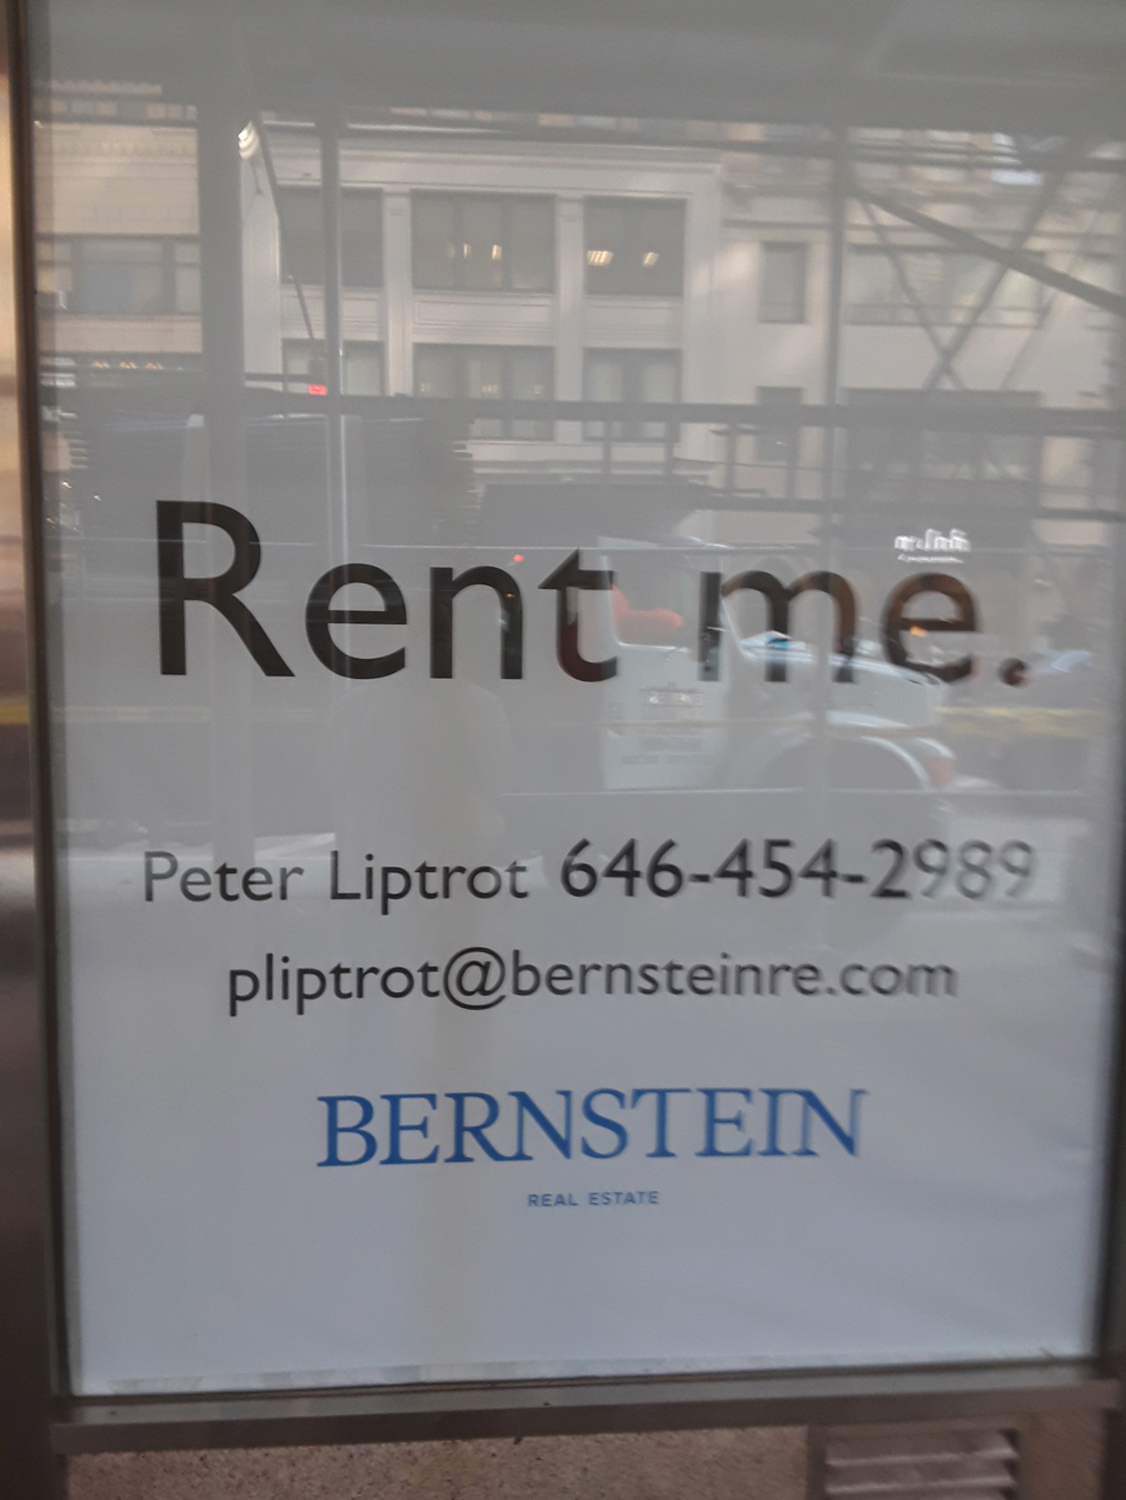 Rent me.
Peter Liptrot 646-454-2989
pliptrot@bernsteinre.com
BERNSTEIN
REAL ESTATE